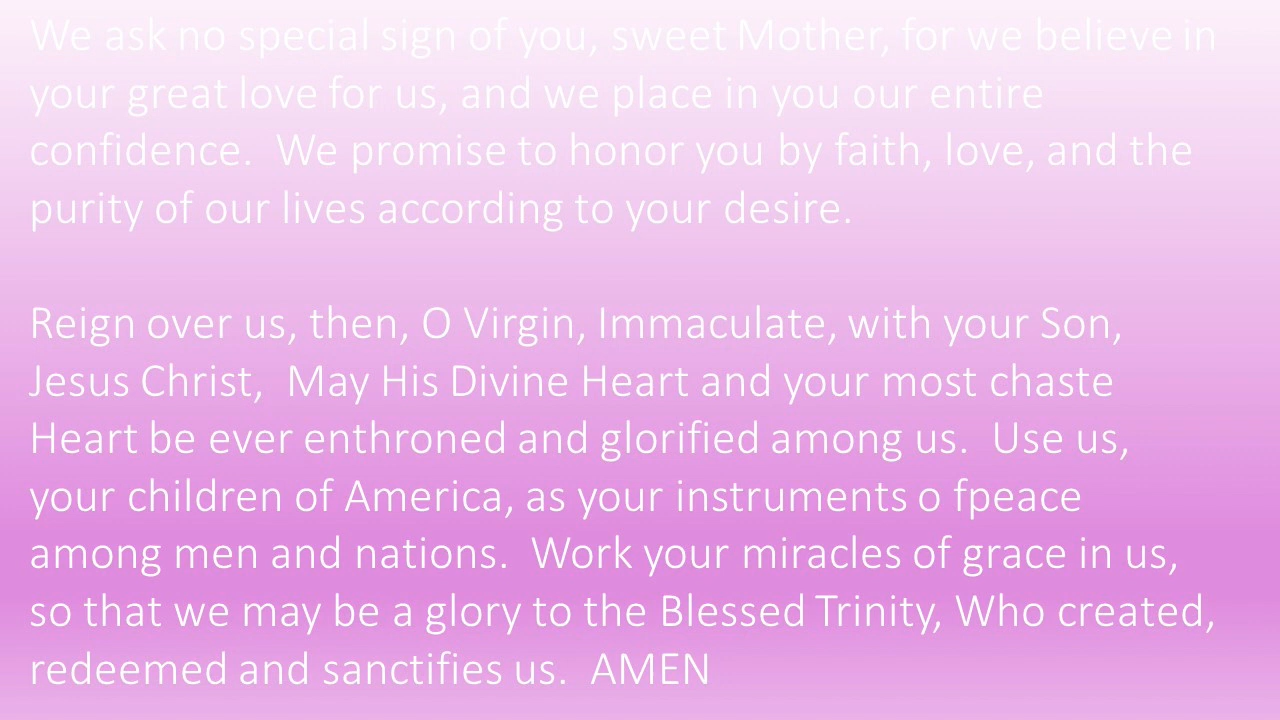 We ask no special sign of you, sweet Mother, for we believe in
your great love for us, and we place in you our entire
confidence.  We promise to honor you by faith, love, and the
purity of our lives according to your desire.
Reign over us, then, O Virgin, Immaculate, with your Son,
Jesus Christ,  May His Divine Heart and your most chaste
Heart be ever enthroned and glorified among us.  Use us,
your children of America, as your instruments o fpeace
among men and nations.  Work your miracles of grace in us,
so that we may be a glory to the Blessed Trinity, Who created,
redeemed and sanctifies us.  AMEN